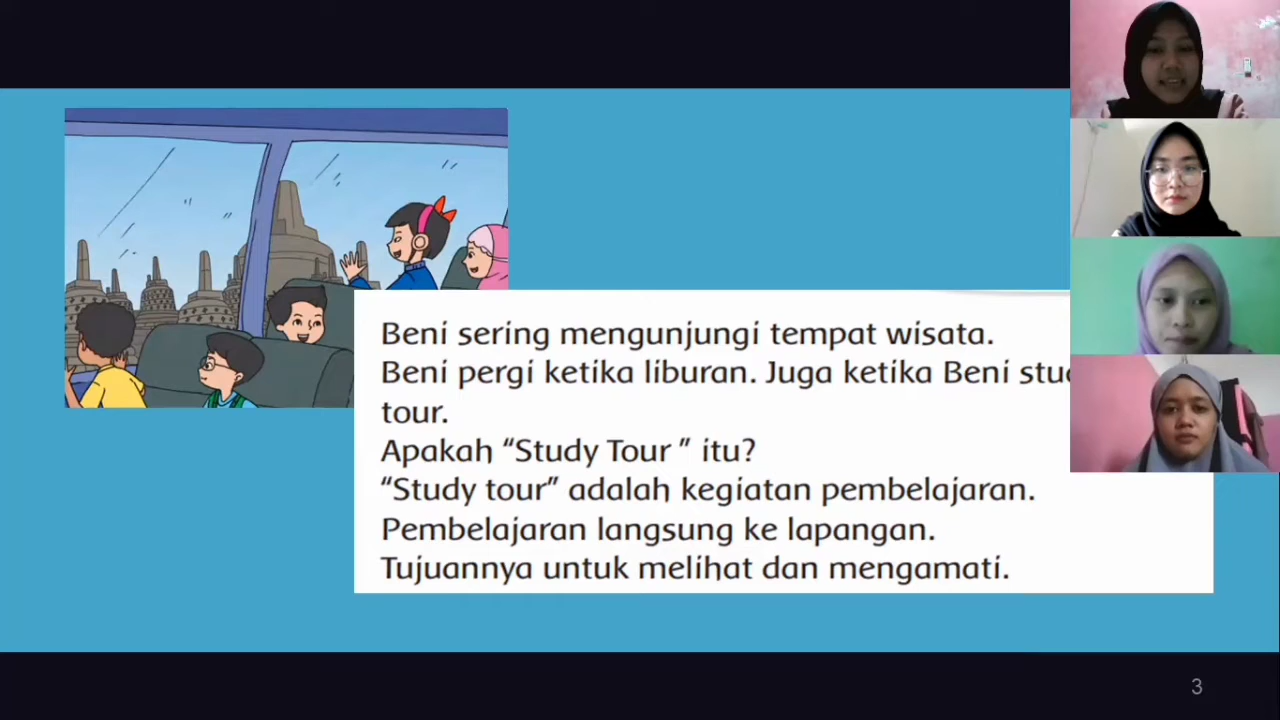 Beni sering mengunjungi tempat wisata.
Beni pergi ketika liburan. Juga ketika Beni
tour.
Apakah “Study Tour ” itu?
“Study tour” adalah kegiatan pembelajaran.
Pembelajaran langsung ke lapangan.
Tujuannya untuk melihat dan mengamati.
3